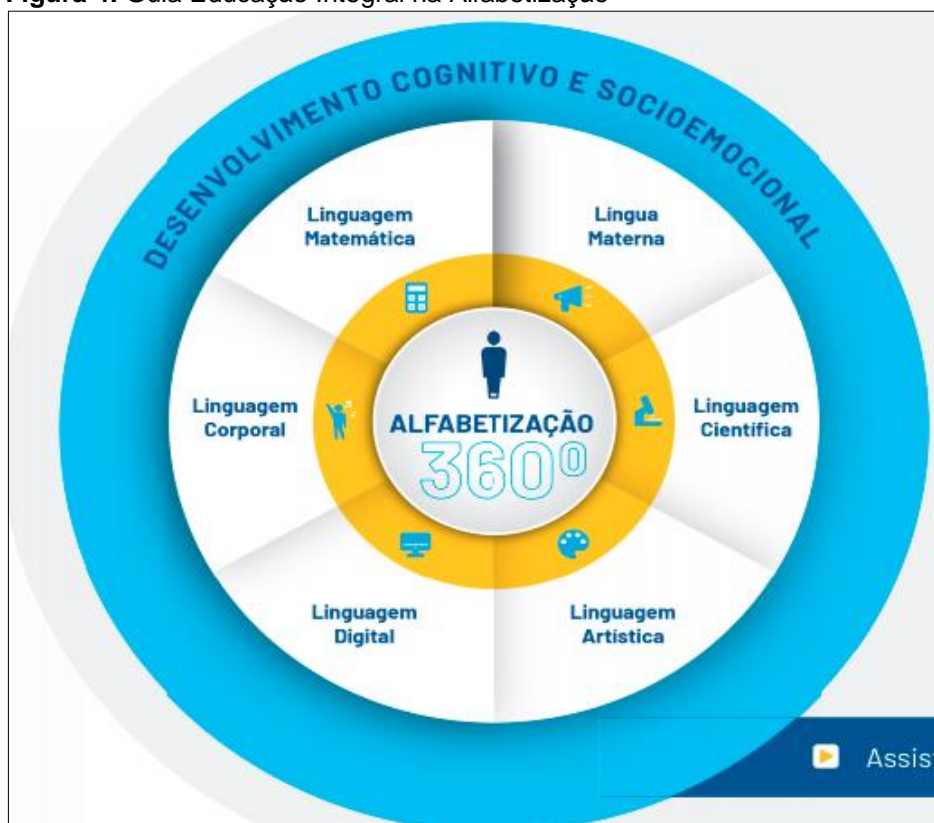 Figura 4. Guia Educação Integral na Alfabetização
DESENVOLVIMENTO COGNITIVO E SOCIOEMOCIONAL
Linguagem
Matemática
Língua
Materna
Linguagem
Corporal
ALFABETIZAÇÃO
360º
Linguagem
Científica
Linguagem
Digital
Linguagem
Artística
Assis